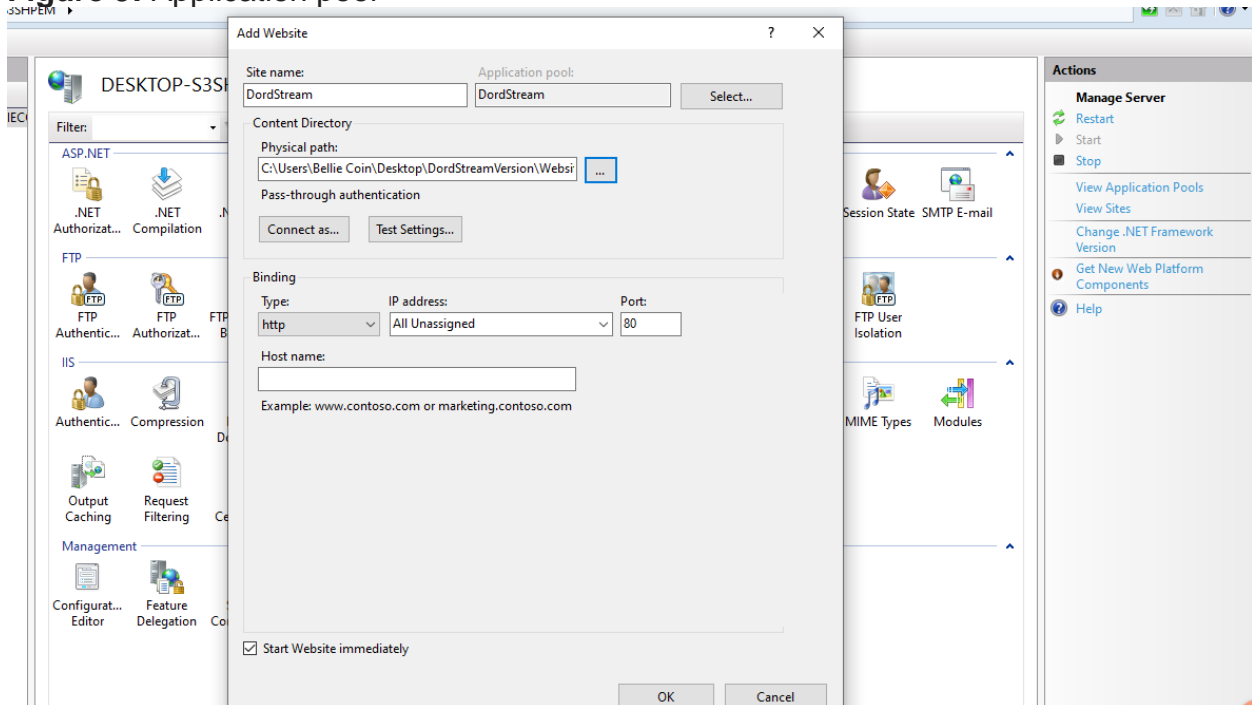 Add Website
?
Site name:
Application pool:
DordStream
DordStream
Select...
Content Directory
Physical path:
C:\Users\Bellie Coin\Desktop\DordStreamVersion\Websit
...
Pass-through authentication
Connect as...
Test Settings...
Binding
Type:
IP address:
Port:
http
All Unassigned
80
Host name:
Example: www.contoso.com or marketing.contoso.com
Start Website immediately
OK
Cancel
DESKTOP-S3SH
Filter:
ASP.NET
.NET
Authorizat...
.NET
Compilation
Session State
SMTP E-mail
FTP
FTP
Authentic...
FTP
Authorizat...
FTP User
Isolation
IIS
Authentic...
Compression
MIME Types
Modules
Output
Caching
Request
Filtering
Management
Configurat...
Editor
Feature
Delegation
Actions
Manage Server
Restart
Start
Stop
View Application Pools
View Sites
Change .NET Framework
Version
Get New Web Platform
Components
Help